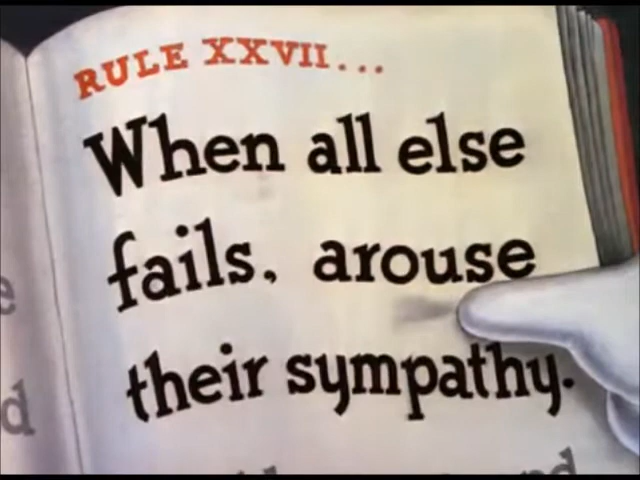 RULE XXVII...
When all else
fails, arouse
their sympathy.